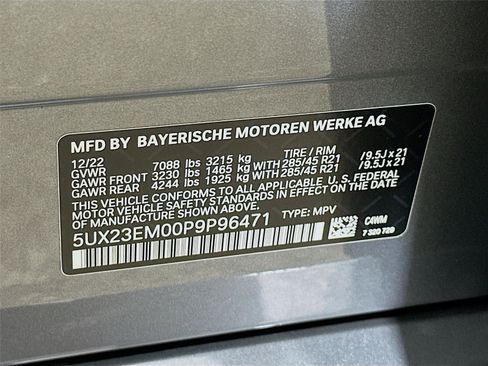 MFD BY BAYERISCHE MOTOREN WERKE AG
12/22 7088 lbs 3215 kg TIRE / RIM
GVWR
GAWR FRONT 3230 lbs 1465 kg WITH 285/45 R21 /9.5J x 21
GAWR REAR 4244 lbs 1925 kg WITH 285/45 R21 /9.5J x 21
THIS VEHICLE CONFORMS TO ALL APPLICABLE U. S. FEDERAL
MOTOR VEHICLE SAFETY STANDARDS IN EFFECT ON THE
DATE OF MANUFACTURE SHOWN ABOVE.
5UX23EM00P9P96471 TYPE: MPV
C4WM
7 320 720